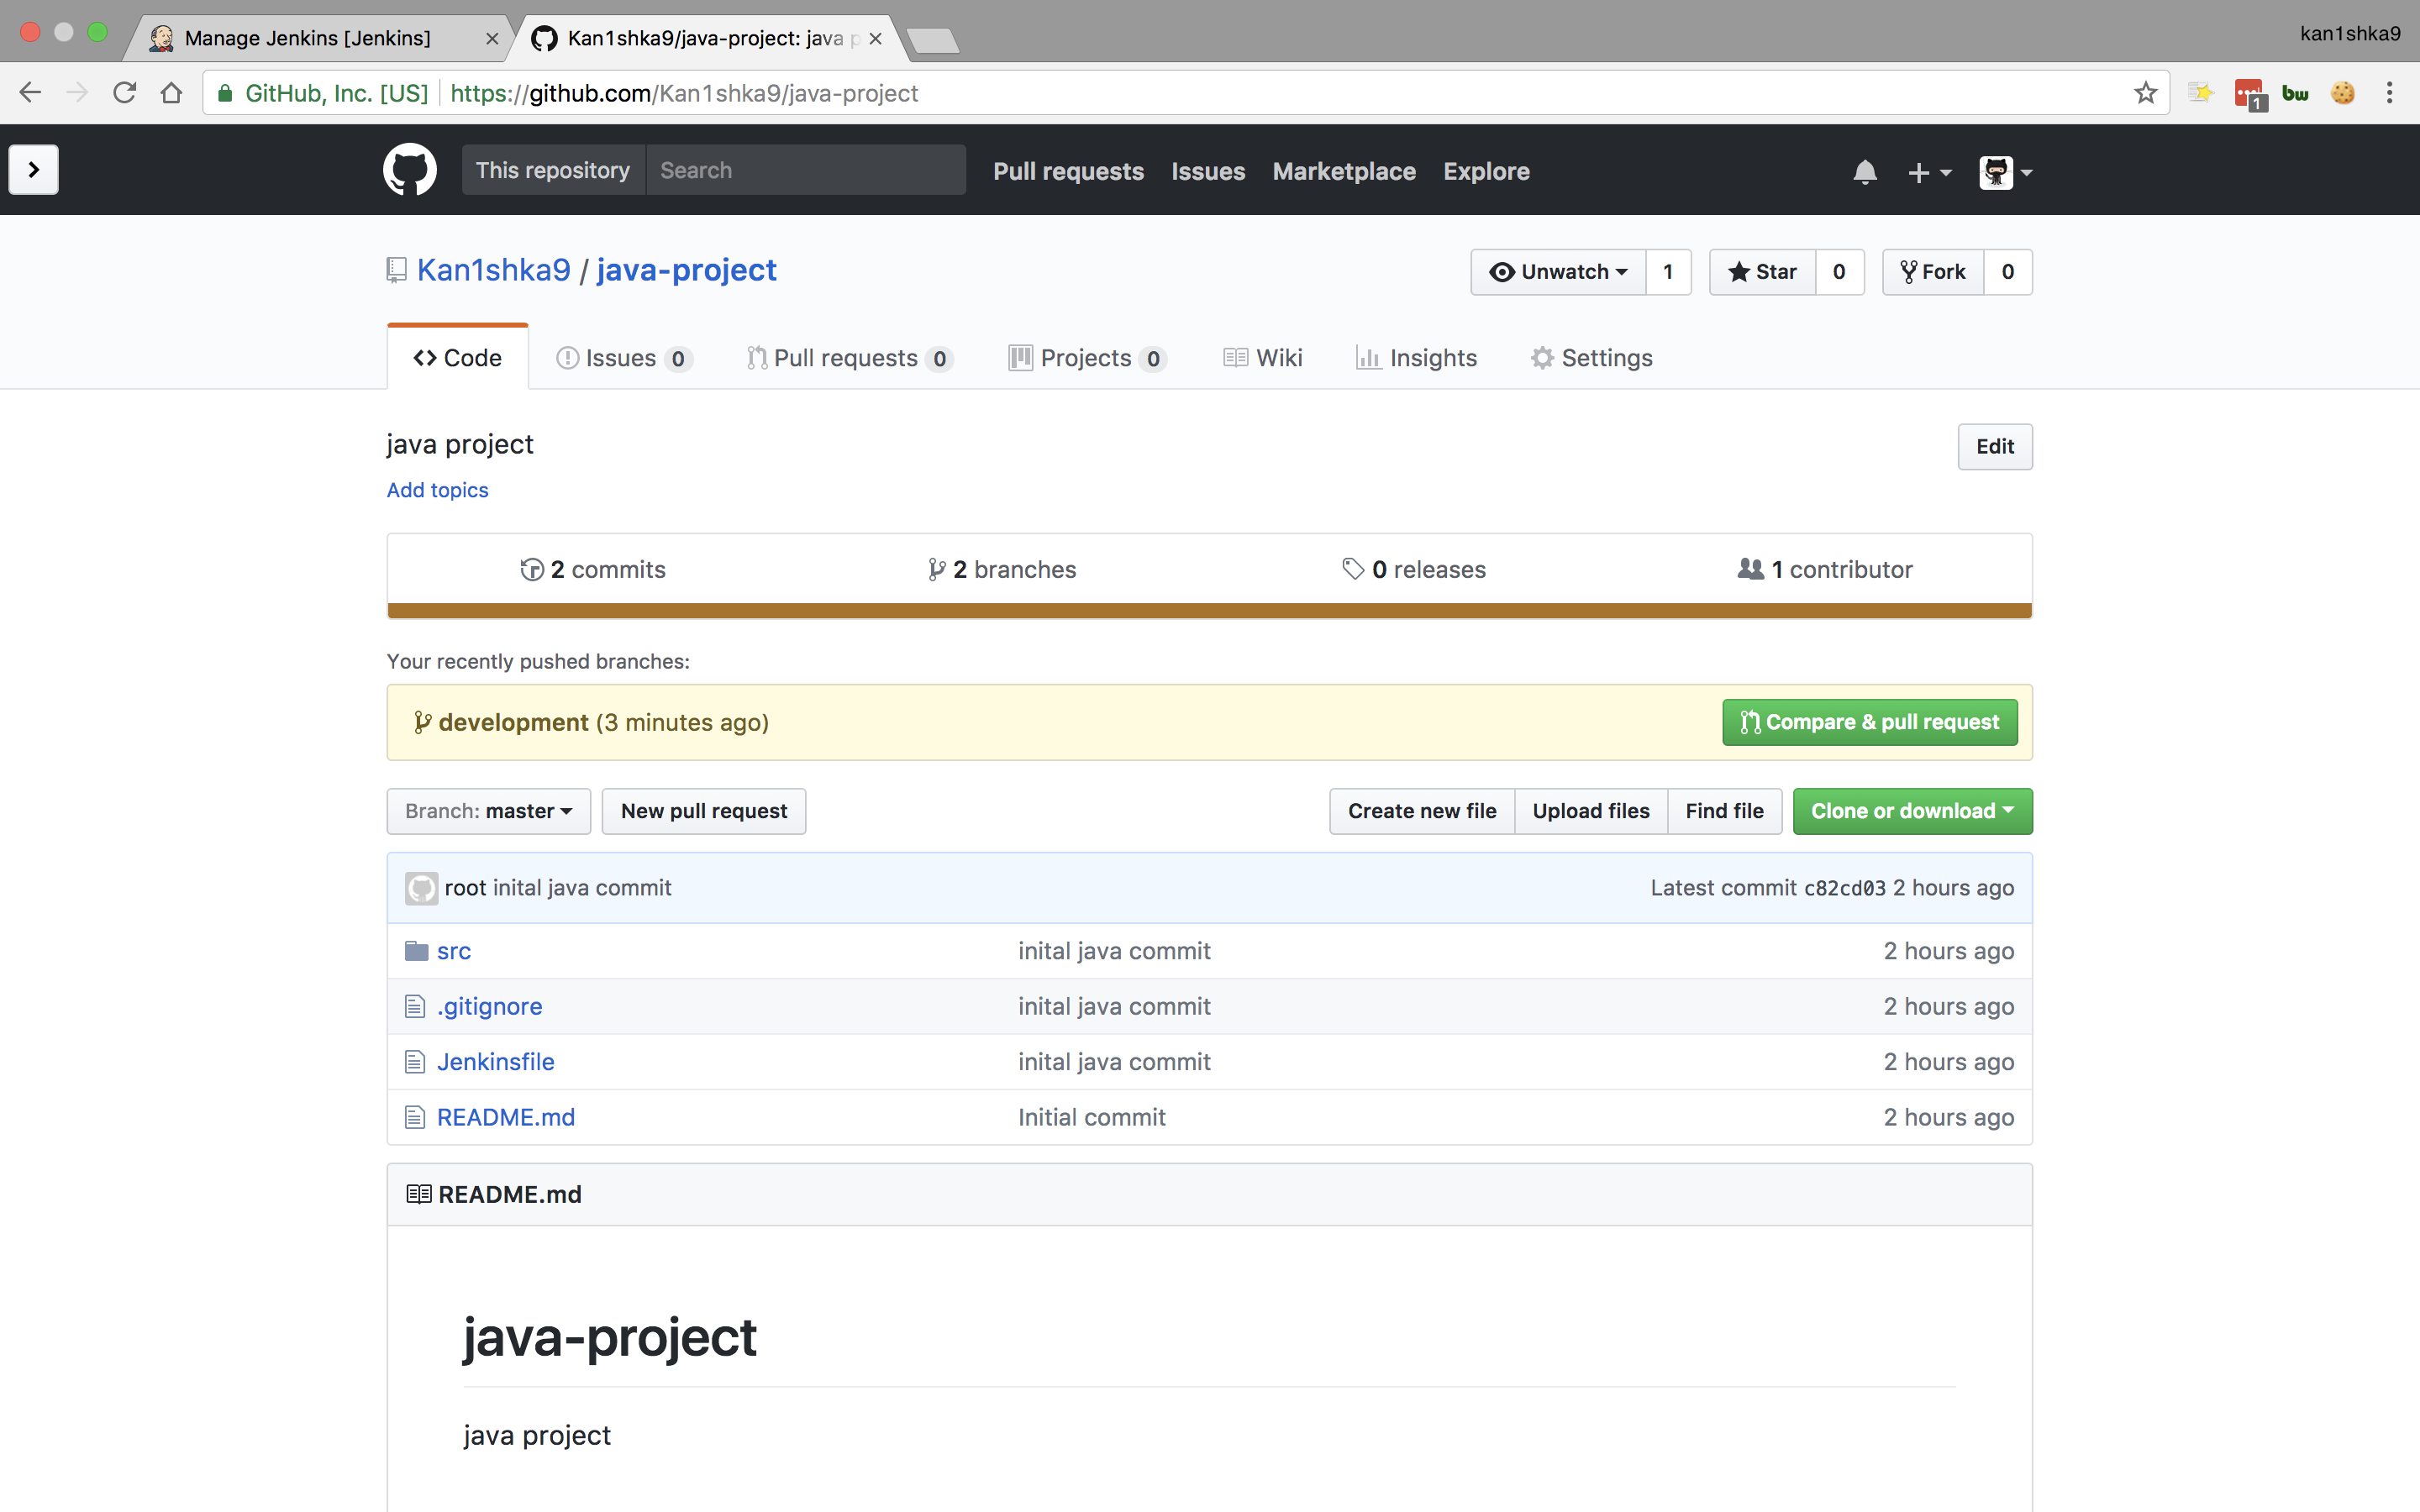 Manage Jenkins [Jenkins]
Kan1shka9/java-project: java p
kan1shka9
GitHub, Inc. [US] https://github.com/Kan1shka9/java-project
1
bw
This repository Search Pull requests Issues Marketplace Explore
Kan1shka9 / java-project
Unwatch 1 Star 0 Fork 0
Code Issues 0 Pull requests 0 Projects 0 Wiki Insights Settings
java project
Edit
Add topics
2 commits 2 branches 0 releases 1 contributor
Your recently pushed branches:
development (3 minutes ago) Compare & pull request
Branch: master New pull request Create new file Upload files Find file Clone or download
root inital java commit Latest commit c82cd03 2 hours ago
src inital java commit 2 hours ago
.gitignore inital java commit 2 hours ago
Jenkinsfile inital java commit 2 hours ago
README.md Initial commit 2 hours ago
README.md
java-project
java project